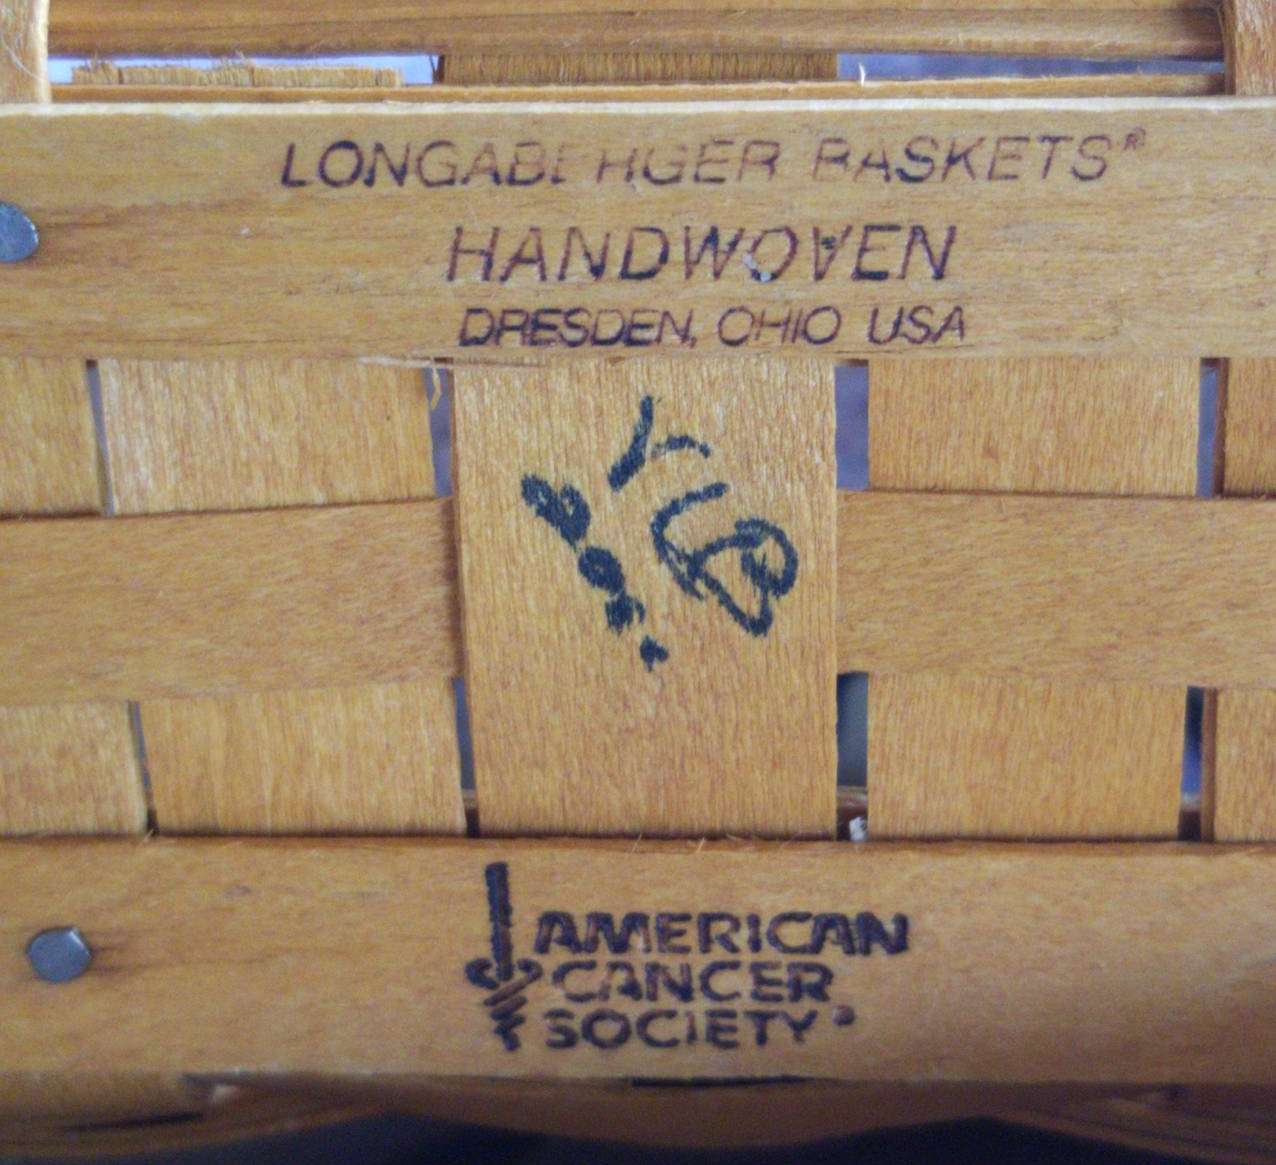 LONGABERGER BASKETS®
HANDWOVEN
DRESDEN, OHIO USA
AMERICAN
CANCER
SOCIETY®